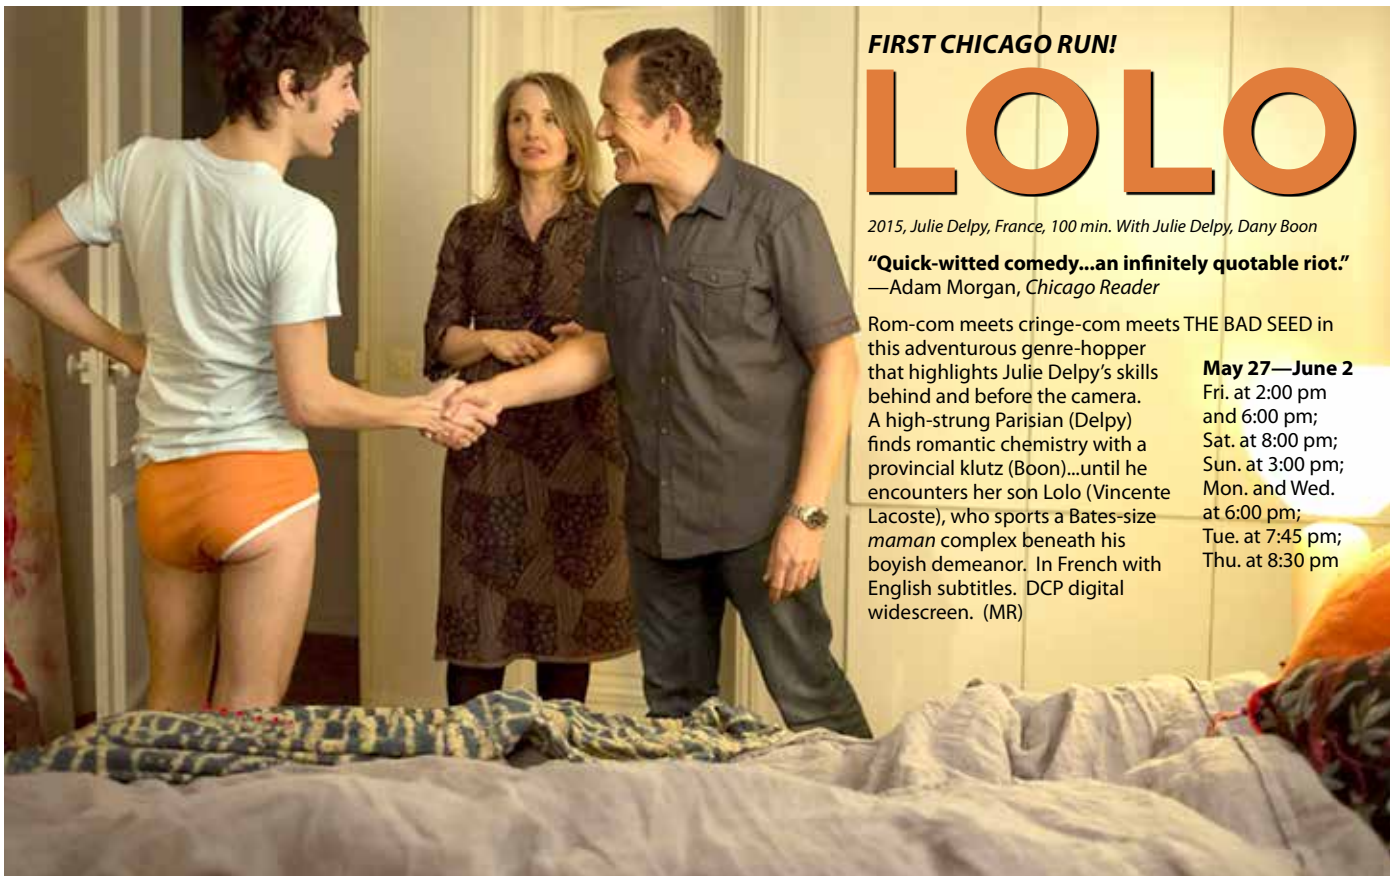 FIRST CHICAGO RUN!
LOLO
2015, Julie Delpy, France, 100 min. With Julie Delpy, Dany Boon
“Quick-witted comedy...an infinitely quotable riot.”
—Adam Morgan, Chicago Reader
Rom-com meets cringe-com meets THE BAD SEED in
this adventurous genre-hopper
that highlights Julie Delpy’s skills
behind and before the camera.
A high-strung Parisian (Delpy)
finds romantic chemistry with a
provincial klutz (Boon)...until he
encounters her son Lolo (Vincente
Lacoste), who sports a Bates-size
maman complex beneath his
boyish demeanor. In French with
English subtitles. DCP digital
widescreen. (MR)
May 27—June 2
Fri. at 2:00 pm
and 6:00 pm;
Sat. at 8:00 pm;
Sun. at 3:00 pm;
Mon. and Wed.
at 6:00 pm;
Tue. at 7:45 pm;
Thu. at 8:30 pm